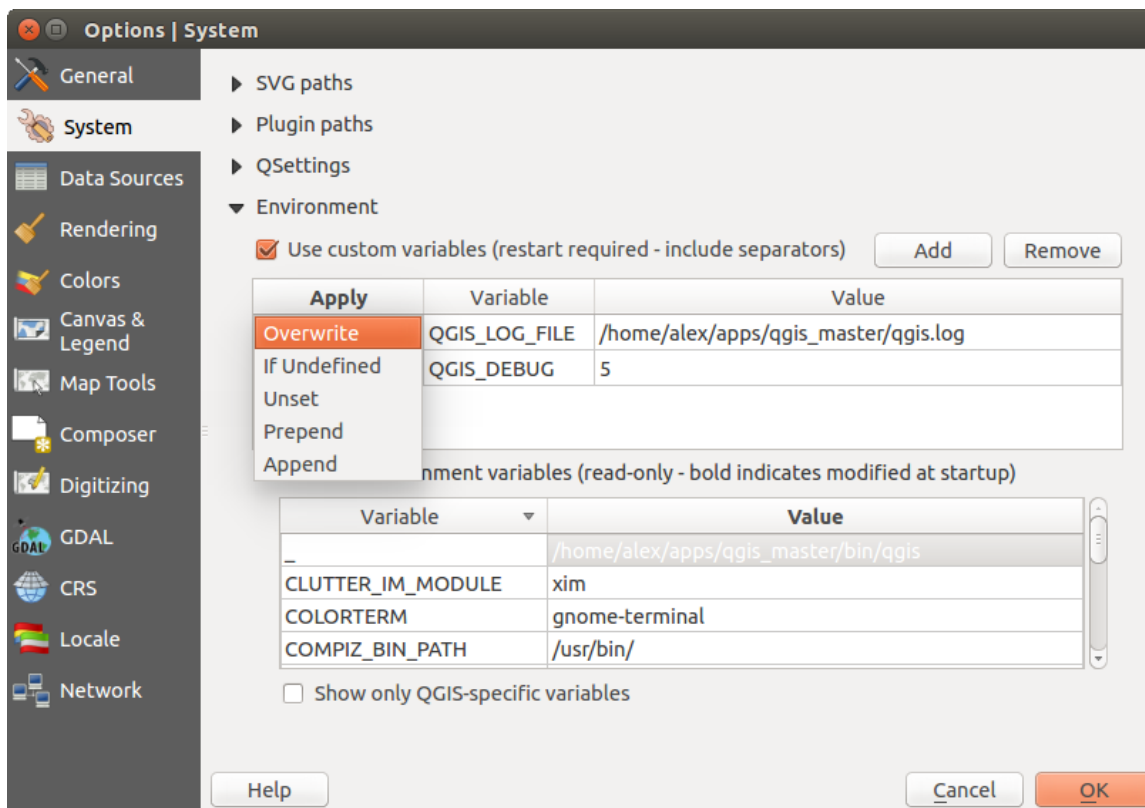 Options | System
General
System
Data Sources
Rendering
Colors
Canvas &
Legend
Map Tools
Composer
Digitizing
GDAL
CRS
Locale
Network
SVG paths
Plugin paths
QSettings
Environment
Use custom variables (restart required - include separators) Add Remove
Apply Variable Value
Overwrite QGIS_LOG_FILE /home/alex/apps/qgis_master/qgis.log
If Undefined QGIS_DEBUG 5
Unset
Prepend
Append
variables (read-only - bold indicates modified at startup)
Variable Value
_ /home/alex/apps/qgis_master/bin/qgis
CLUTTER_IM_MODULE xim
COLORTERM gnome-terminal
COMPIZ_BIN_PATH /usr/bin/
Show only QGIS-specific variables
Help Cancel OK